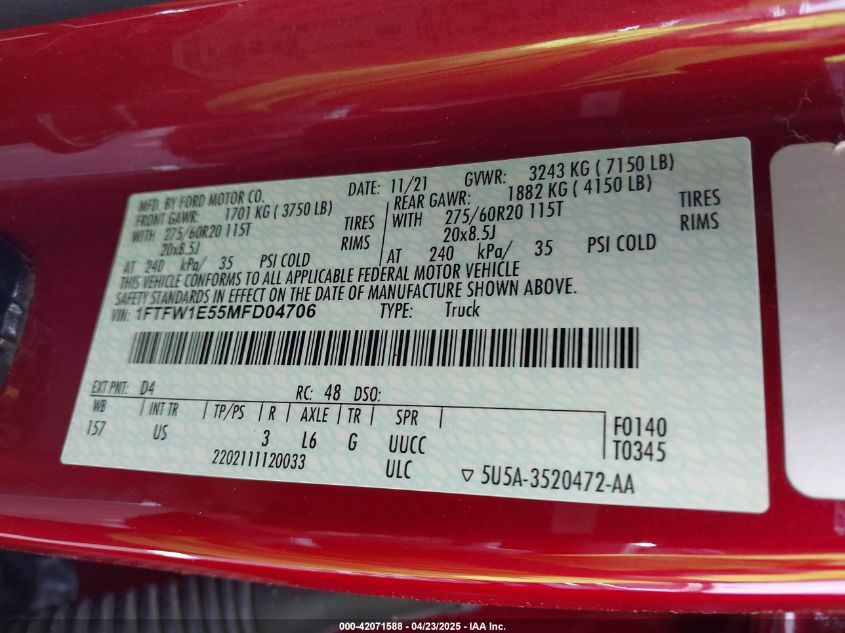 MFD. BY FORD MOTOR CO. DATE: 11/21 GVWR: 3243 KG ( 7150 LB)
FRONT GAWR: 1701 KG ( 3750 LB) REAR GAWR: 1882 KG ( 4150 LB)
WITH 275/60R20 115T TIRES WITH 275/60R20 115T TIRES
20x8.5J RIMS 20x8.5J RIMS
AT 240 kPa/ 35 PSI COLD AT 240 kPa/ 35 PSI COLD
THIS VEHICLE CONFORMS TO ALL APPLICABLE FEDERAL MOTOR VEHICLE
SAFETY STANDARDS IN EFFECT ON THE DATE OF MANUFACTURE SHOWN ABOVE.
VIN: 1FTFW1E55MFD04706 TYPE: Truck
EXT PNT: D4 RC: 48 DSO:
WB INT TR TP/PS R AXLE TR SPR
157 US 3 L6 G UUCC F0140
2202111120033 ULC T0345
5U5A-3520472-AA
000-42071588 - 04/23/2025 - IAA Inc.